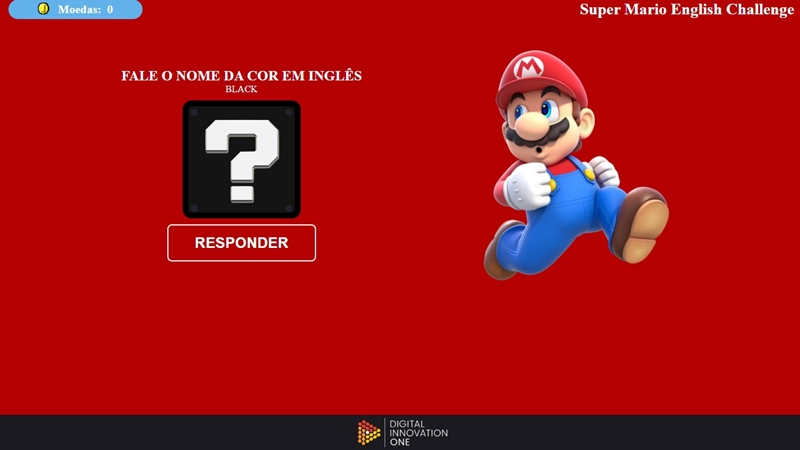 Moedas: 0
Super Mario English Challenge
FALE O NOME DA COR EM INGLÊS
BLACK
?
RESPONDER
M
DIGITAL
INNOVATION
ONE